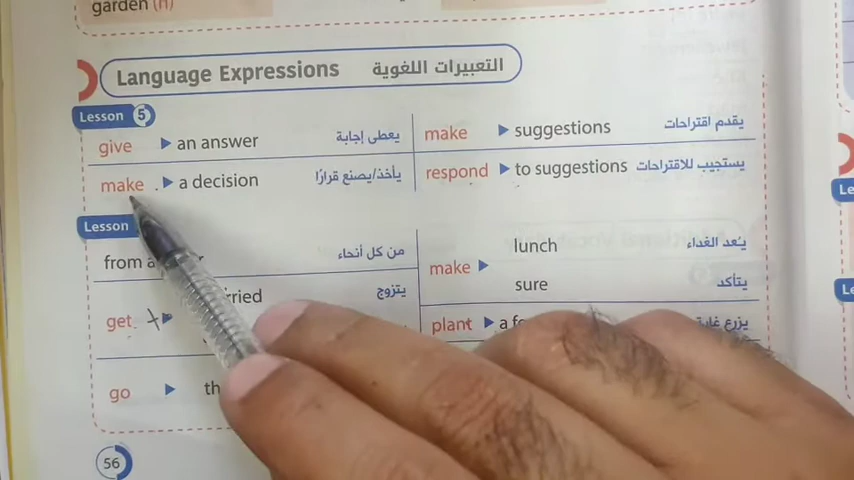 garden (n)
Language Expressions التعبيرات اللغوية
Lesson 5
give an answer يعطى إجابة
make a decision يأخذ/يصنع قرارًا
make suggestions يقدم اقتراحات
respond to suggestions يستجيب للاقتراحات
Lesson
from من كل أنحاء
get يتزوج
go
make lunch يُعد الغداء
sure يتأكد
plant يزرع
56